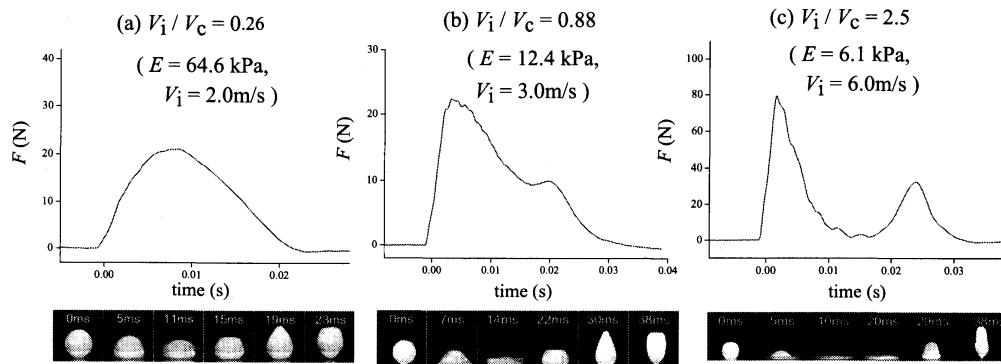 (a) Vi / Vc = 0.26
( E = 64.6 kPa,
Vi = 2.0m/s )
F (N)
40
30
20
10
0
0.00 0.01 0.02
time (s)
0ms 5ms 11ms 15ms 19ms 23ms
(b) Vi / Vc = 0.88
( E = 12.4 kPa,
Vi = 3.0m/s )
F (N)
30
20
10
0
0.00 0.01 0.02 0.03 0.04
time (s)
0ms 7ms 14ms 22ms 30ms 38ms
(c) Vi / Vc = 2.5
( E = 6.1 kPa,
Vi = 6.0m/s )
F (N)
100
80
60
40
20
0
0.00 0.01 0.02 0.03
time (s)
0ms 5ms 10ms 20ms 29ms 38ms